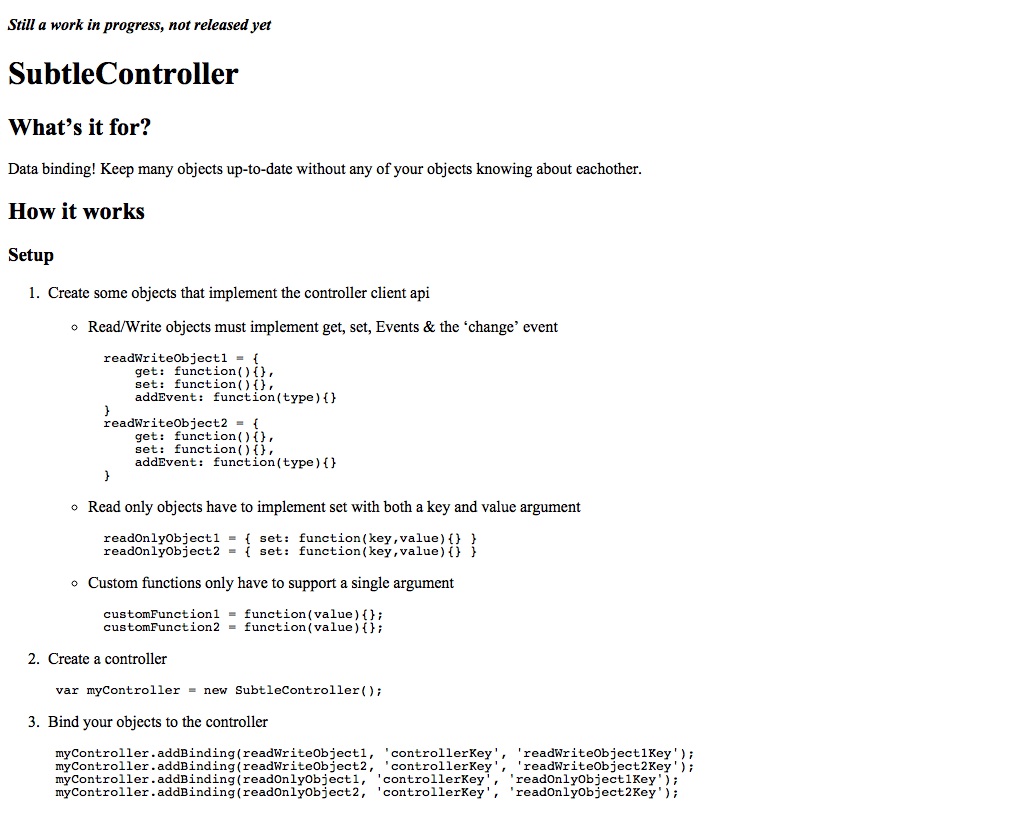 Still a work in progress, not released yet
SubtleController
What’s it for?
Data binding! Keep many objects up-to-date without any of your objects knowing about eachother.
How it works
Setup
1. Create some objects that implement the controller client api
Read/Write objects must implement get, set, Events & the ‘change’ event
readWriteObject1 = {
get: function(){},
set: function(){},
addEvent: function(type){}
}
readWriteObject2 = {
get: function(){},
set: function(){},
addEvent: function(type){}
}
Read only objects have to implement set with both a key and value argument
readOnlyObject1 = { set: function(key,value){} }
readOnlyObject2 = { set: function(key,value){} }
Custom functions only have to support a single argument
customFunction1 = function(value){};
customFunction2 = function(value){};
2. Create a controller
var myController = new SubtleController();
3. Bind your objects to the controller
myController.addBinding(readWriteObject1, 'controllerKey', 'readWriteObject1Key');
myController.addBinding(readWriteObject2, 'controllerKey', 'readWriteObject2Key');
myController.addBinding(readOnlyObject1, 'controllerKey', 'readOnlyObject1Key');
myController.addBinding(readOnlyObject2, 'controllerKey', 'readOnlyObject2Key');